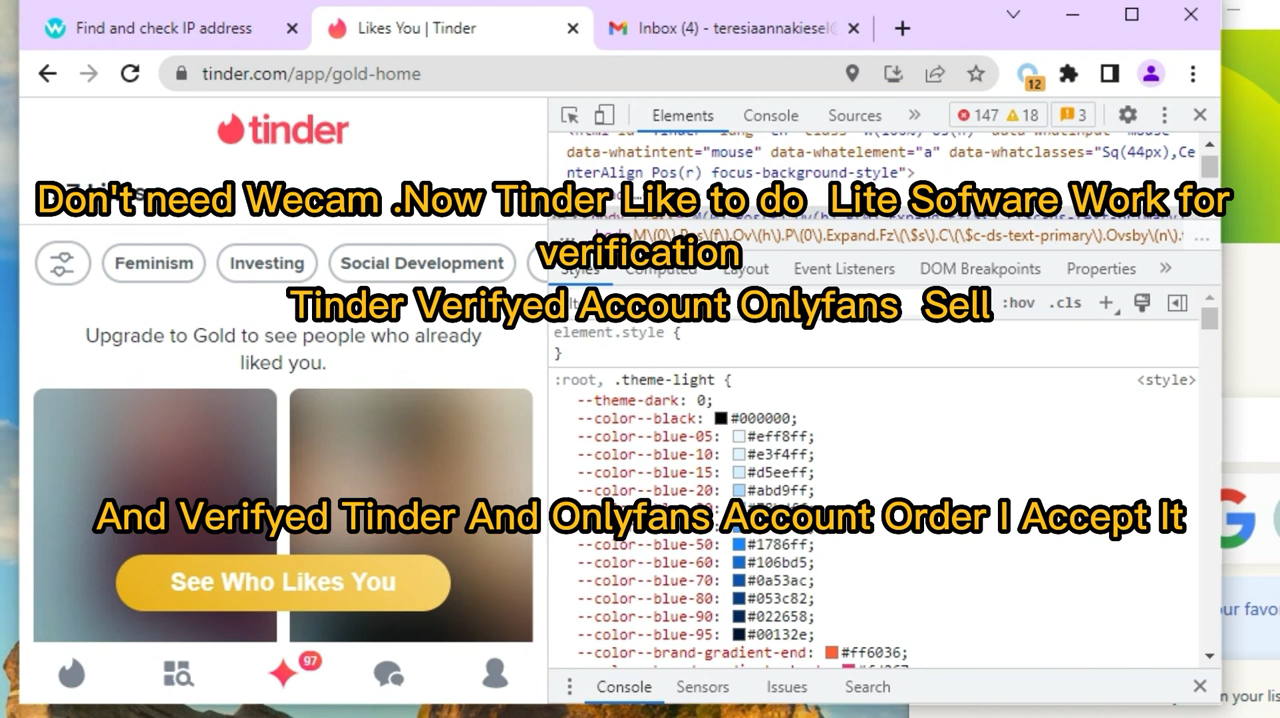 Find and check IP address
Likes You | Tinder
Inbox (4) - teresiaannakiesel@
tinder.com/app/gold-home
12
tinder
Elements Console Sources » 147 18 3
data-whatintent="mouse" data-whatelement="a" data-whatclasses="Sq(44px),Ce
nterAlign Pos(r) focus-background-style">
Don't need Wecam .Now Tinder Like to do Lite Sofware Work for
verification
Tinder Verifyed Account Onlyfans Sell
Layout Event Listeners DOM Breakpoints Properties »
Feminism Investing Social Development
:hov .cls
Upgrade to Gold to see people who already
liked you.
element.style {
}
:root, .theme-light { <style>
--theme-dark: 0;
--color--black: #000000;
--color--blue-05: #eff8ff;
--color--blue-10: #e3f4ff;
--color--blue-15: #d5eeff;
--color--blue-20: #abd9ff;
And Verifyed Tinder And Onlyfans Account Order I Accept It
--color--blue-50: #1786ff;
--color--blue-60: #106bd5;
--color--blue-70: #0a53ac;
--color--blue-80: #053c82;
--color--blue-90: #022658;
--color--blue-95: #00132e;
--color--brand-gradient-end: #ff6036;
See Who Likes You
97
Console Sensors Issues Search
our favo
n your lis